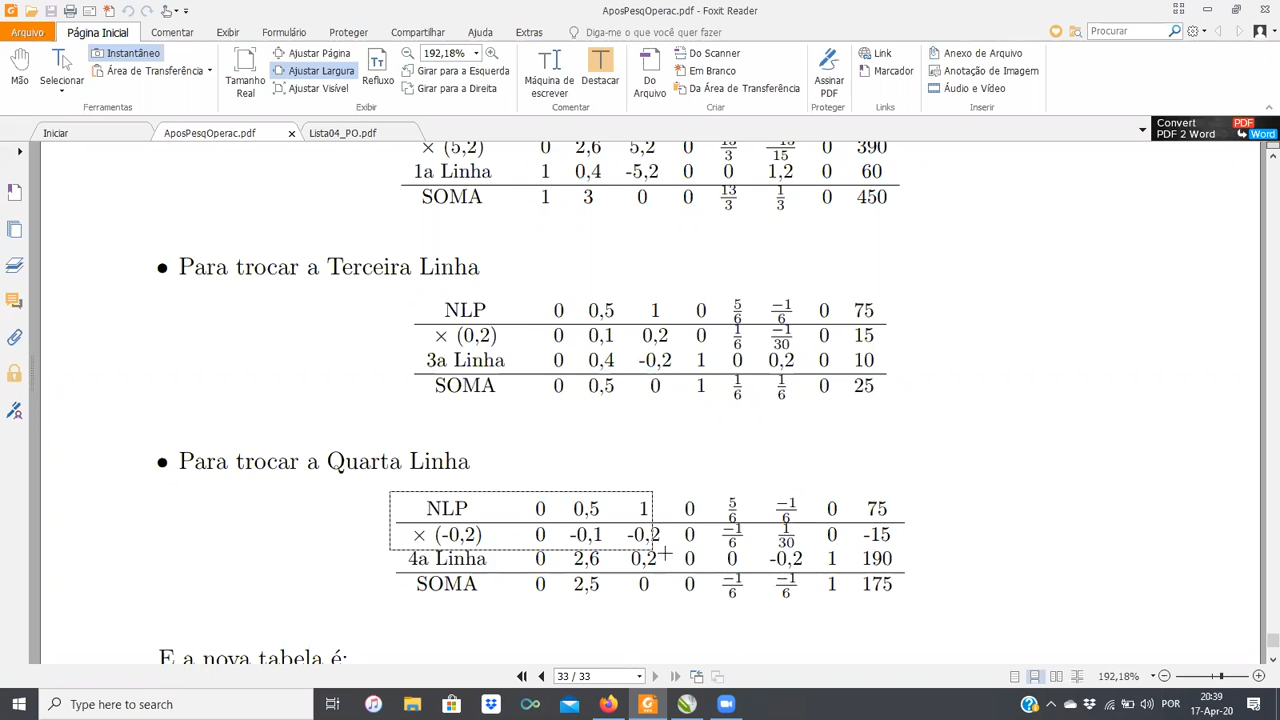 AposPesqOperac.pdf - Foxit Reader
Arquivo Página Inicial Comentar Exibir Formulário Proteger Compartilhar Ajuda Extras Diga-me o que você quer fazer Procurar
Mão Selecionar Instantâneo Área de Transferência Ferramentas
Tamanho Real Ajustar Página Ajustar Largura Ajustar Visível Refluxo 192,18% Girar para a Esquerda Girar para a Direita Exibir
Máquina de escrever Destacar Comentar
Do Arquivo Do Scanner Em Branco Da Área de Transferência Criar
Assinar PDF Proteger
Link Marcador Links
Anexo de Arquivo Anotação de Imagem Áudio e Vídeo Inserir
Iniciar AposPesqOperac.pdf Lista04_PO.pdf
Convert PDF
PDF 2 Word Word
× (5,2) 0 2,6 5,2 0 13/3 -13/15 0 390
1a Linha 1 0,4 -5,2 0 0 1,2 0 60
SOMA 1 3 0 0 13/3 1/3 0 450
• Para trocar a Terceira Linha
NLP 0 0,5 1 0 5/6 -1/6 0 75
× (0,2) 0 0,1 0,2 0 1/6 -1/30 0 15
3a Linha 0 0,4 -0,2 1 0 0,2 0 10
SOMA 0 0,5 0 1 1/6 1/6 0 25
• Para trocar a Quarta Linha
NLP 0 0,5 1 0 5/6 -1/6 0 75
× (-0,2) 0 -0,1 -0,2 0 -1/6 1/30 0 -15
4a Linha 0 2,6 0,2 0 0 -0,2 1 190
SOMA 0 2,5 0 0 -1/6 -1/6 1 175
E a nova tabela é:
33 / 33 192,18%
Type here to search POR 20:39
17-Apr-20